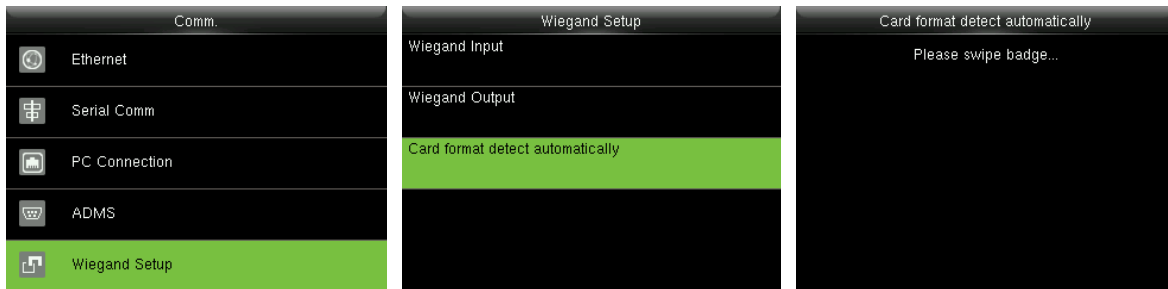 Comm.
Ethernet
Serial Comm
PC Connection
ADMS
Wiegand Setup
Wiegand Setup
Wiegand Input
Wiegand Output
Card format detect automatically
Card format detect automatically
Please swipe badge...